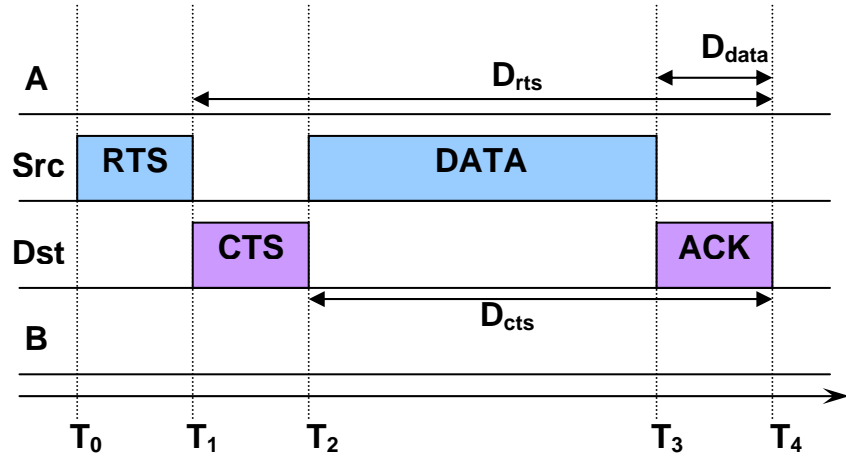 D_data
A
D_rts
Src RTS DATA
Dst CTS ACK
D_cts
B
T_0 T_1 T_2 T_3 T_4